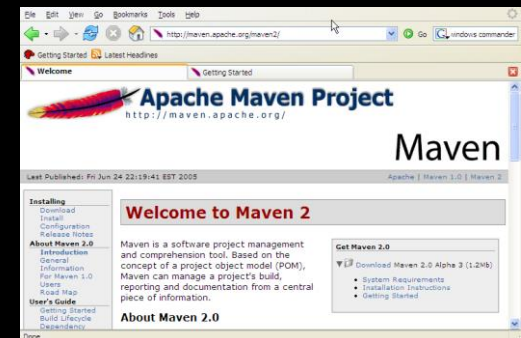 File Edit View Go Bookmarks Tools Help
http://maven.apache.org/maven2/ Go windows commander
Getting Started Latest Headlines
Welcome Getting Started
Apache Maven Project
http://maven.apache.org/
Maven
Last Published: Fri Jun 24 22:19:41 EST 2005 Apache | Maven 1.0 | Maven 2
Installing
Download
Install
Configuration
Release Notes
About Maven 2.0
Introduction
General
Information
For Maven 1.0
Users
Road Map
User's Guide
Getting Started
Build Lifecycle
Dependency
Welcome to Maven 2
Maven is a software project management
and comprehension tool. Based on the
concept of a project object model (POM),
Maven can manage a project's build,
reporting and documentation from a central
piece of information.
About Maven 2.0
Get Maven 2.0
Download Maven 2.0 Alpha 3 (1.2Mb)
System Requirements
Installation Instructions
Getting Started
Done